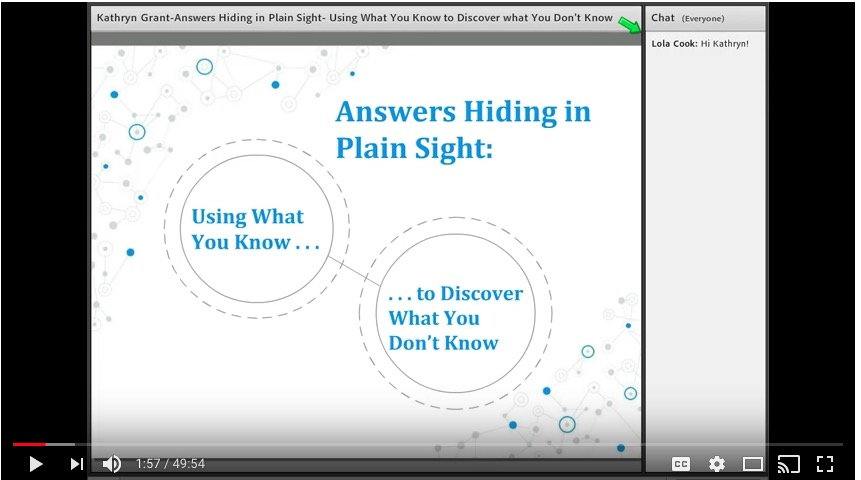 Kathryn Grant-Answers Hiding in Plain Sight- Using What You Know to Discover what You Don't Know
Chat (Everyone)
Lola Cook: Hi Kathryn!
Answers Hiding in
Plain Sight:
Using What
You Know . . .
. . . to Discover
What You
Don’t Know
1:57 / 49:54
CC